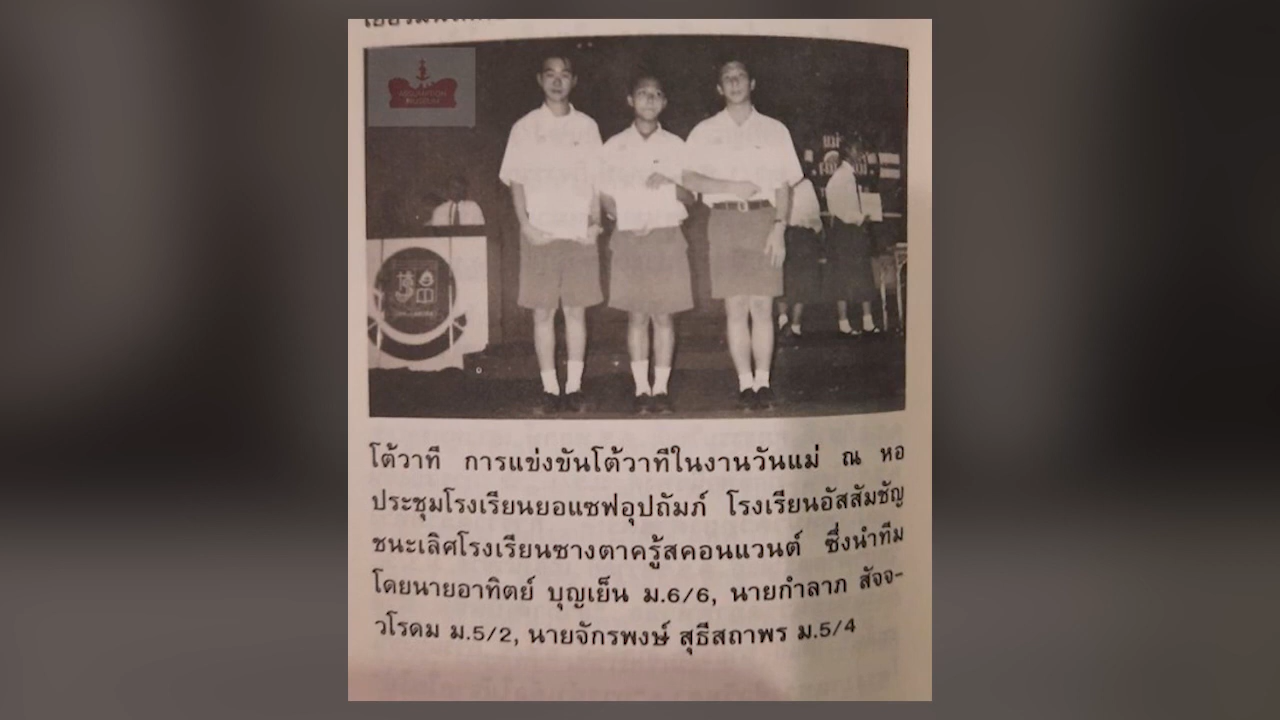 ASSUMPTION
MUSEUM
แม่
โต้วาที การแข่งขันโต้วาทีในงานวันแม่ ณ หอ
ประชุมโรงเรียนยอแซฟอุปถัมภ์ โรงเรียนอัสสัมชัญ
ชนะเลิศโรงเรียนซางตาครู้สคอนแวนต์ ซึ่งนำทีม
โดยนายอาทิตย์ บุญเย็น ม.6/6, นายกำลาภ สัจจ-
วโรดม ม.5/2, นายจักรพงษ์ สุธีสถาพร ม.5/4